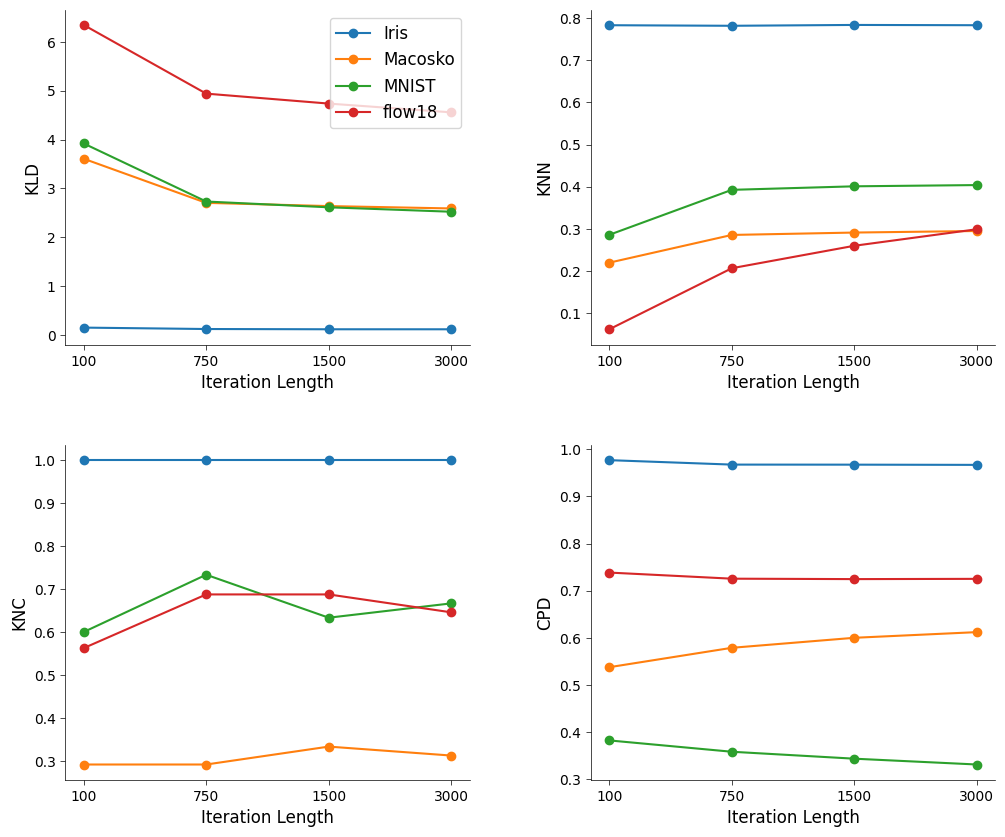 KLD
6
5
4
3
2
1
0
100 750 1500 3000
Iteration Length
Iris
Macosko
MNIST
flow18
KNN
0.8
0.7
0.6
0.5
0.4
0.3
0.2
0.1
100 750 1500 3000
Iteration Length
KNC
1.0
0.9
0.8
0.7
0.6
0.5
0.4
0.3
100 750 1500 3000
Iteration Length
CPD
1.0
0.9
0.8
0.7
0.6
0.5
0.4
0.3
100 750 1500 3000
Iteration Length